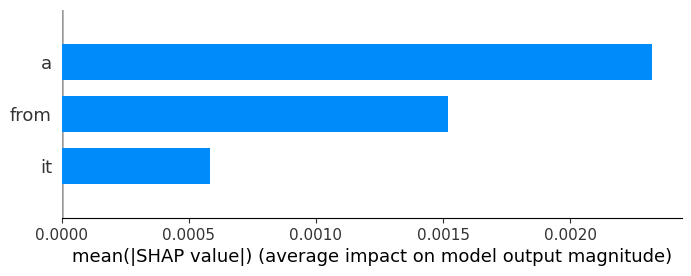 a
from
it
0.0000 0.0005 0.0010 0.0015 0.0020
mean(|SHAP value|) (average impact on model output magnitude)